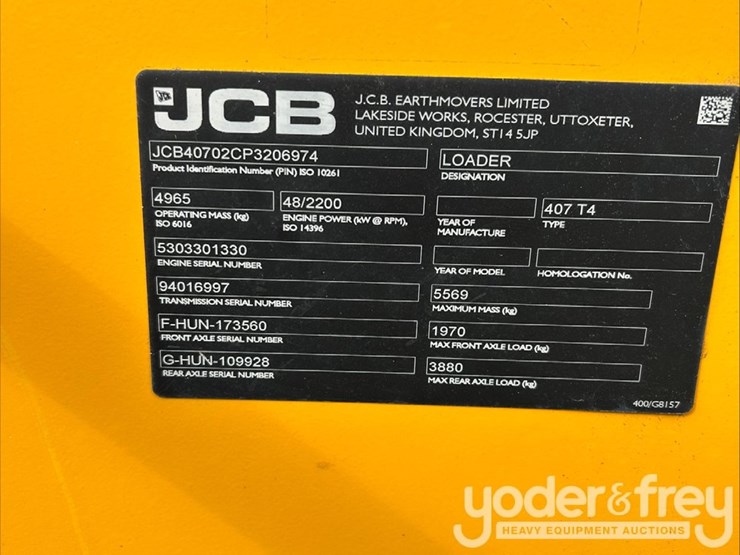 JCB
J.C.B. EARTHMOVERS LIMITED
LAKESIDE WORKS, ROCESTER, UTTOXETER,
UNITED KINGDOM, ST14 5JP
JCB40702CP3206974
Product Identification Number (PIN) ISO 10261
LOADER
DESIGNATION
4965
OPERATING MASS (kg)
ISO 6016
48/2200
ENGINE POWER (kW @ RPM),
ISO 14396
YEAR OF
MANUFACTURE
407 T4
TYPE
5303301330
ENGINE SERIAL NUMBER
YEAR OF MODEL
HOMOLOGATION No.
94016997
TRANSMISSION SERIAL NUMBER
5569
MAXIMUM MASS (kg)
F-HUN-173560
FRONT AXLE SERIAL NUMBER
1970
MAX FRONT AXLE LOAD (kg)
G-HUN-109928
REAR AXLE SERIAL NUMBER
3880
MAX REAR AXLE LOAD (kg)
400/G8157
yoder&frey
HEAVY EQUIPMENT AUCTIONS